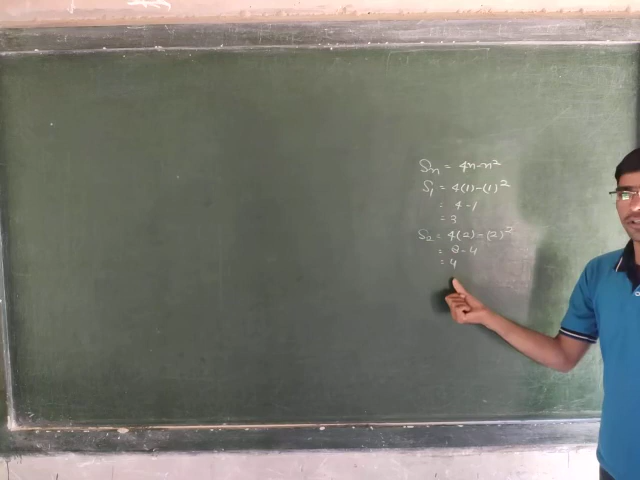 Sn = 4n-n²
S1 = 4(1)-(1)²
= 4-1
= 3
S2 = 4(2)-(2)²
= 8-4
= 4